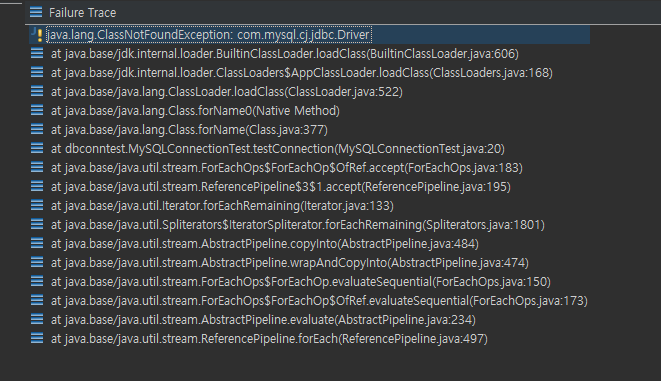 Failure Trace
java.lang.ClassNotFoundException: com.mysql.cj.jdbc.Driver
at java.base/jdk.internal.loader.BuiltinClassLoader.loadClass(BuiltinClassLoader.java:606)
at java.base/jdk.internal.loader.ClassLoaders$AppClassLoader.loadClass(ClassLoaders.java:168)
at java.base/java.lang.ClassLoader.loadClass(ClassLoader.java:522)
at java.base/java.lang.Class.forName0(Native Method)
at java.base/java.lang.Class.forName(Class.java:377)
at dbconntest.MySQLConnectionTest.testConnection(MySQLConnectionTest.java:20)
at java.base/java.util.stream.ForEachOps$ForEachOp$OfRef.accept(ForEachOps.java:183)
at java.base/java.util.stream.ReferencePipeline$3$1.accept(ReferencePipeline.java:195)
at java.base/java.util.Iterator.forEachRemaining(Iterator.java:133)
at java.base/java.util.Spliterators$IteratorSpliterator.forEachRemaining(Spliterators.java:1801)
at java.base/java.util.stream.AbstractPipeline.copyInto(AbstractPipeline.java:484)
at java.base/java.util.stream.AbstractPipeline.wrapAndCopyInto(AbstractPipeline.java:474)
at java.base/java.util.stream.ForEachOps$ForEachOp.evaluateSequential(ForEachOps.java:150)
at java.base/java.util.stream.ForEachOps$ForEachOp$OfRef.evaluateSequential(ForEachOps.java:173)
at java.base/java.util.stream.AbstractPipeline.evaluate(AbstractPipeline.java:234)
at java.base/java.util.stream.ReferencePipeline.forEach(ReferencePipeline.java:497)